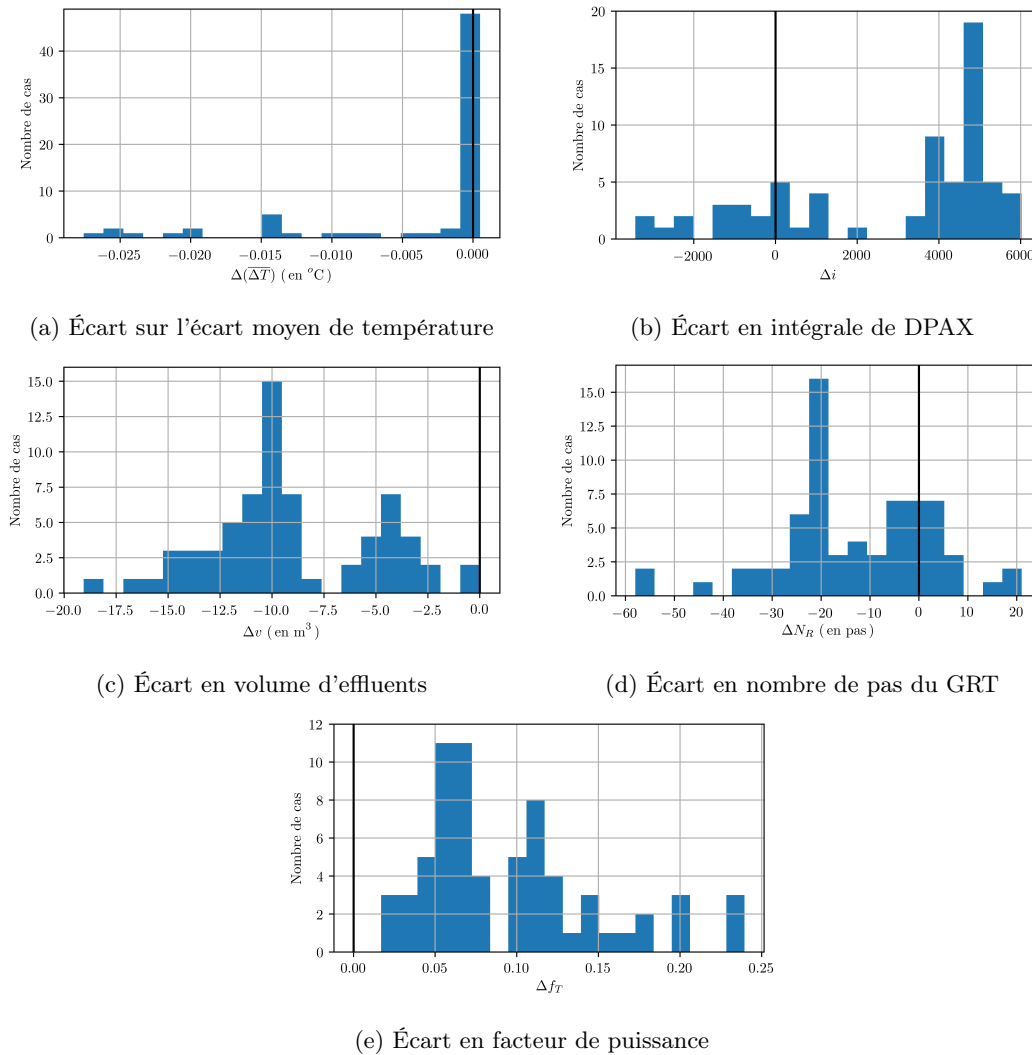 Nombre de cas
40
30
20
10
0
−0.025 −0.020 −0.015 −0.010 −0.005 0.000
Δ(ΔT̅) (en °C)
(a) Écart sur l'écart moyen de température
Nombre de cas
20
15
10
5
0
−2000 0 2000 4000 6000
Δi
(b) Écart en intégrale de DPAX
Nombre de cas
15.0
12.5
10.0
7.5
5.0
2.5
0.0
−20.0 −17.5 −15.0 −12.5 −10.0 −7.5 −5.0 −2.5 0.0
Δv (en m³)
(c) Écart en volume d'effluents
Nombre de cas
15.0
12.5
10.0
7.5
5.0
2.5
0.0
−60 −50 −40 −30 −20 −10 0 10 20
ΔN_R (en pas)
(d) Écart en nombre de pas du GRT
Nombre de cas
12
10
8
6
4
2
0
0.00 0.05 0.10 0.15 0.20 0.25
Δf_T
(e) Écart en facteur de puissance